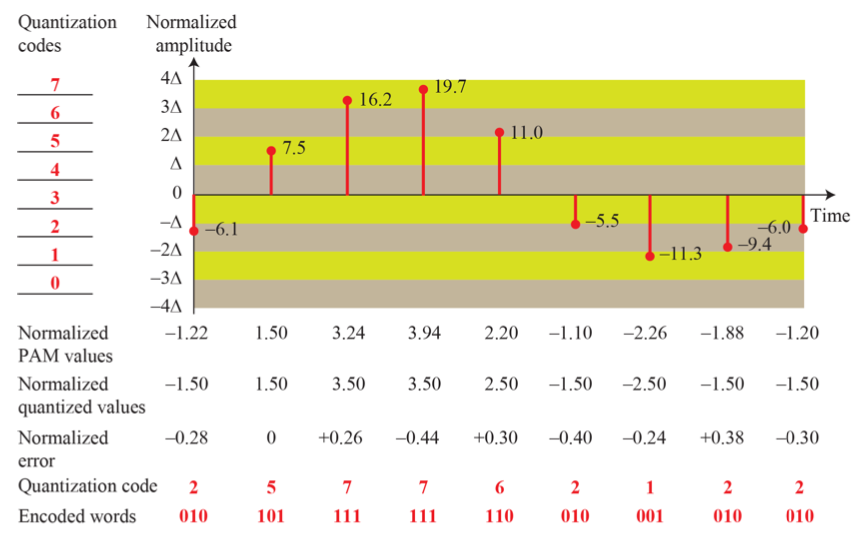 Quantization codes
Normalized amplitude
7
6
5
4
3
2
1
0
4Δ
3Δ
2Δ
Δ
0
–Δ
–2Δ
–3Δ
–4Δ
–6.1
7.5
16.2
19.7
11.0
–5.5
–11.3
–9.4
–6.0
Time
Normalized PAM values –1.22 1.50 3.24 3.94 2.20 –1.10 –2.26 –1.88 –1.20
Normalized quantized values –1.50 1.50 3.50 3.50 2.50 –1.50 –2.50 –1.50 –1.50
Normalized error –0.28 0 +0.26 –0.44 +0.30 –0.40 –0.24 +0.38 –0.30
Quantization code 2 5 7 7 6 2 1 2 2
Encoded words 010 101 111 111 110 010 001 010 010